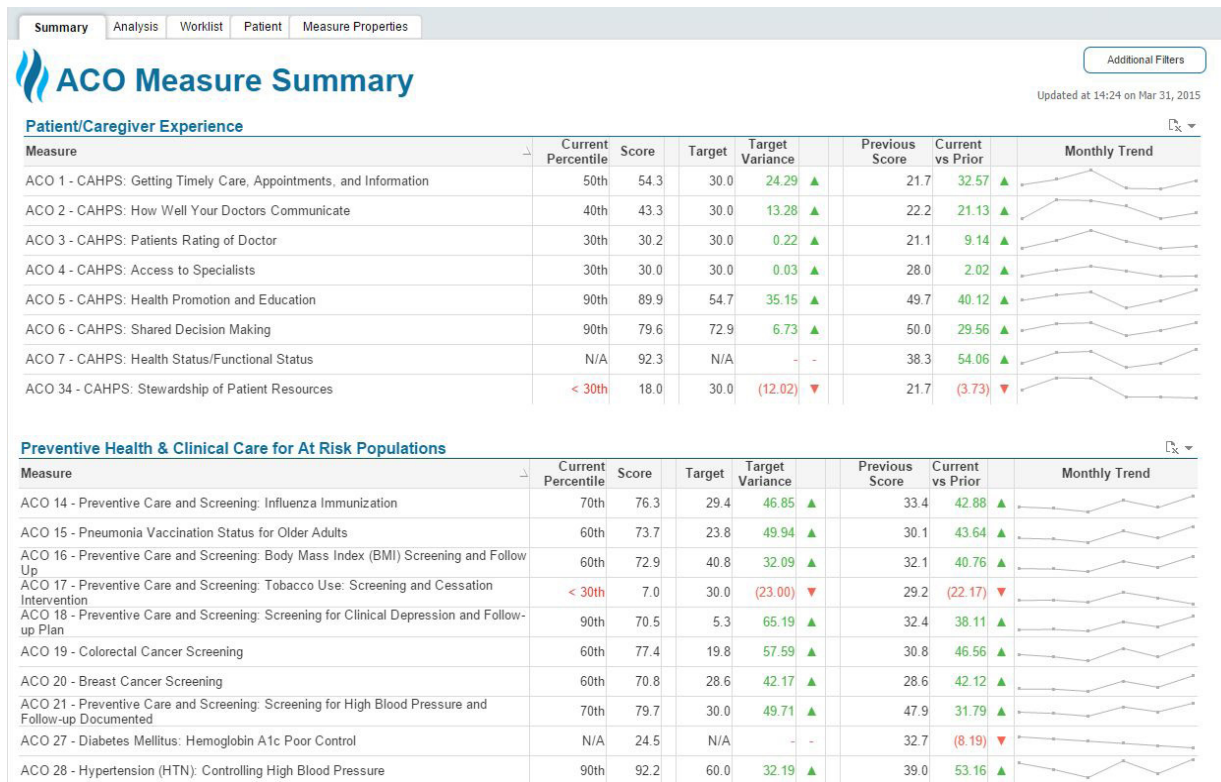 Summary Analysis Worklist Patient Measure Properties
ACO Measure Summary
Additional Filters
Updated at 14:24 on Mar 31, 2015
Patient/Caregiver Experience
Measure Current Percentile Score Target Target Variance Previous Score Current vs Prior Monthly Trend
ACO 1 - CAHPS: Getting Timely Care, Appointments, and Information 50th 54.3 30.0 24.29 ▲ 21.7 32.57 ▲
ACO 2 - CAHPS: How Well Your Doctors Communicate 40th 43.3 30.0 13.28 ▲ 22.2 21.13 ▲
ACO 3 - CAHPS: Patients Rating of Doctor 30th 30.2 30.0 0.22 ▲ 21.1 9.14 ▲
ACO 4 - CAHPS: Access to Specialists 30th 30.0 30.0 0.03 ▲ 28.0 2.02 ▲
ACO 5 - CAHPS: Health Promotion and Education 90th 89.9 54.7 35.15 ▲ 49.7 40.12 ▲
ACO 6 - CAHPS: Shared Decision Making 90th 79.6 72.9 6.73 ▲ 50.0 29.56 ▲
ACO 7 - CAHPS: Health Status/Functional Status N/A 92.3 N/A - - 38.3 54.06 ▲
ACO 34 - CAHPS: Stewardship of Patient Resources < 30th 18.0 30.0 (12.02) ▼ 21.7 (3.73) ▼
Preventive Health & Clinical Care for At Risk Populations
Measure Current Percentile Score Target Target Variance Previous Score Current vs Prior Monthly Trend
ACO 14 - Preventive Care and Screening: Influenza Immunization 70th 76.3 29.4 46.85 ▲ 33.4 42.88 ▲
ACO 15 - Pneumonia Vaccination Status for Older Adults 60th 73.7 23.8 49.94 ▲ 30.1 43.64 ▲
ACO 16 - Preventive Care and Screening: Body Mass Index (BMI) Screening and Follow
Up 60th 72.9 40.8 32.09 ▲ 32.1 40.76 ▲
ACO 17 - Preventive Care and Screening: Tobacco Use: Screening and Cessation
Intervention < 30th 7.0 30.0 (23.00) ▼ 29.2 (22.17) ▼
ACO 18 - Preventive Care and Screening: Screening for Clinical Depression and Follow-
up Plan 90th 70.5 5.3 65.19 ▲ 32.4 38.11 ▲
ACO 19 - Colorectal Cancer Screening 60th 77.4 19.8 57.59 ▲ 30.8 46.56 ▲
ACO 20 - Breast Cancer Screening 60th 70.8 28.6 42.17 ▲ 28.6 42.12 ▲
ACO 21 - Preventive Care and Screening: Screening for High Blood Pressure and
Follow-up Documented 70th 79.7 30.0 49.71 ▲ 47.9 31.79 ▲
ACO 27 - Diabetes Mellitus: Hemoglobin A1c Poor Control N/A 24.5 N/A - - 32.7 (8.19) ▼
ACO 28 - Hypertension (HTN): Controlling High Blood Pressure 90th 92.2 60.0 32.19 ▲ 39.0 53.16 ▲